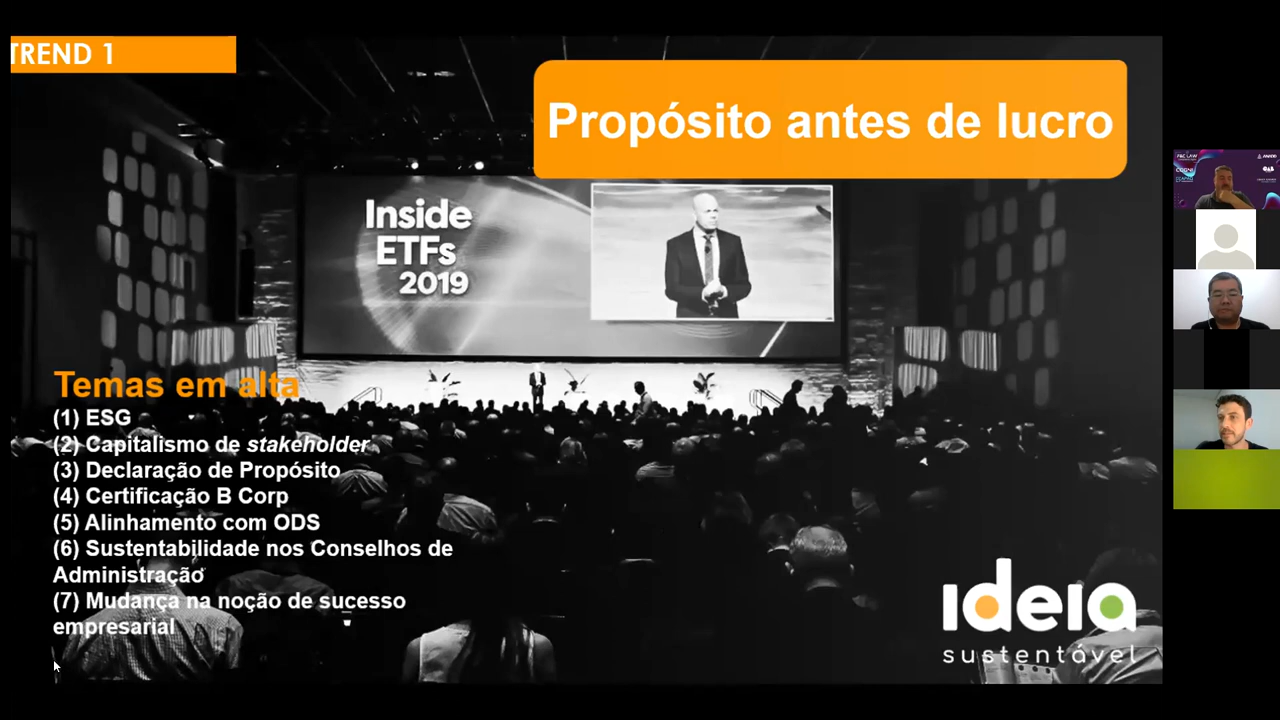 TREND 1
Propósito antes de lucro
Inside
ETFs
2019
Temas em alta
(1) ESG
(2) Capitalismo de stakeholder
(3) Declaração de Propósito
(4) Certificação B Corp
(5) Alinhamento com ODS
(6) Sustentabilidade nos Conselhos de
Administração
(7) Mudança na noção de sucesso
empresarial
ideia
sustentável